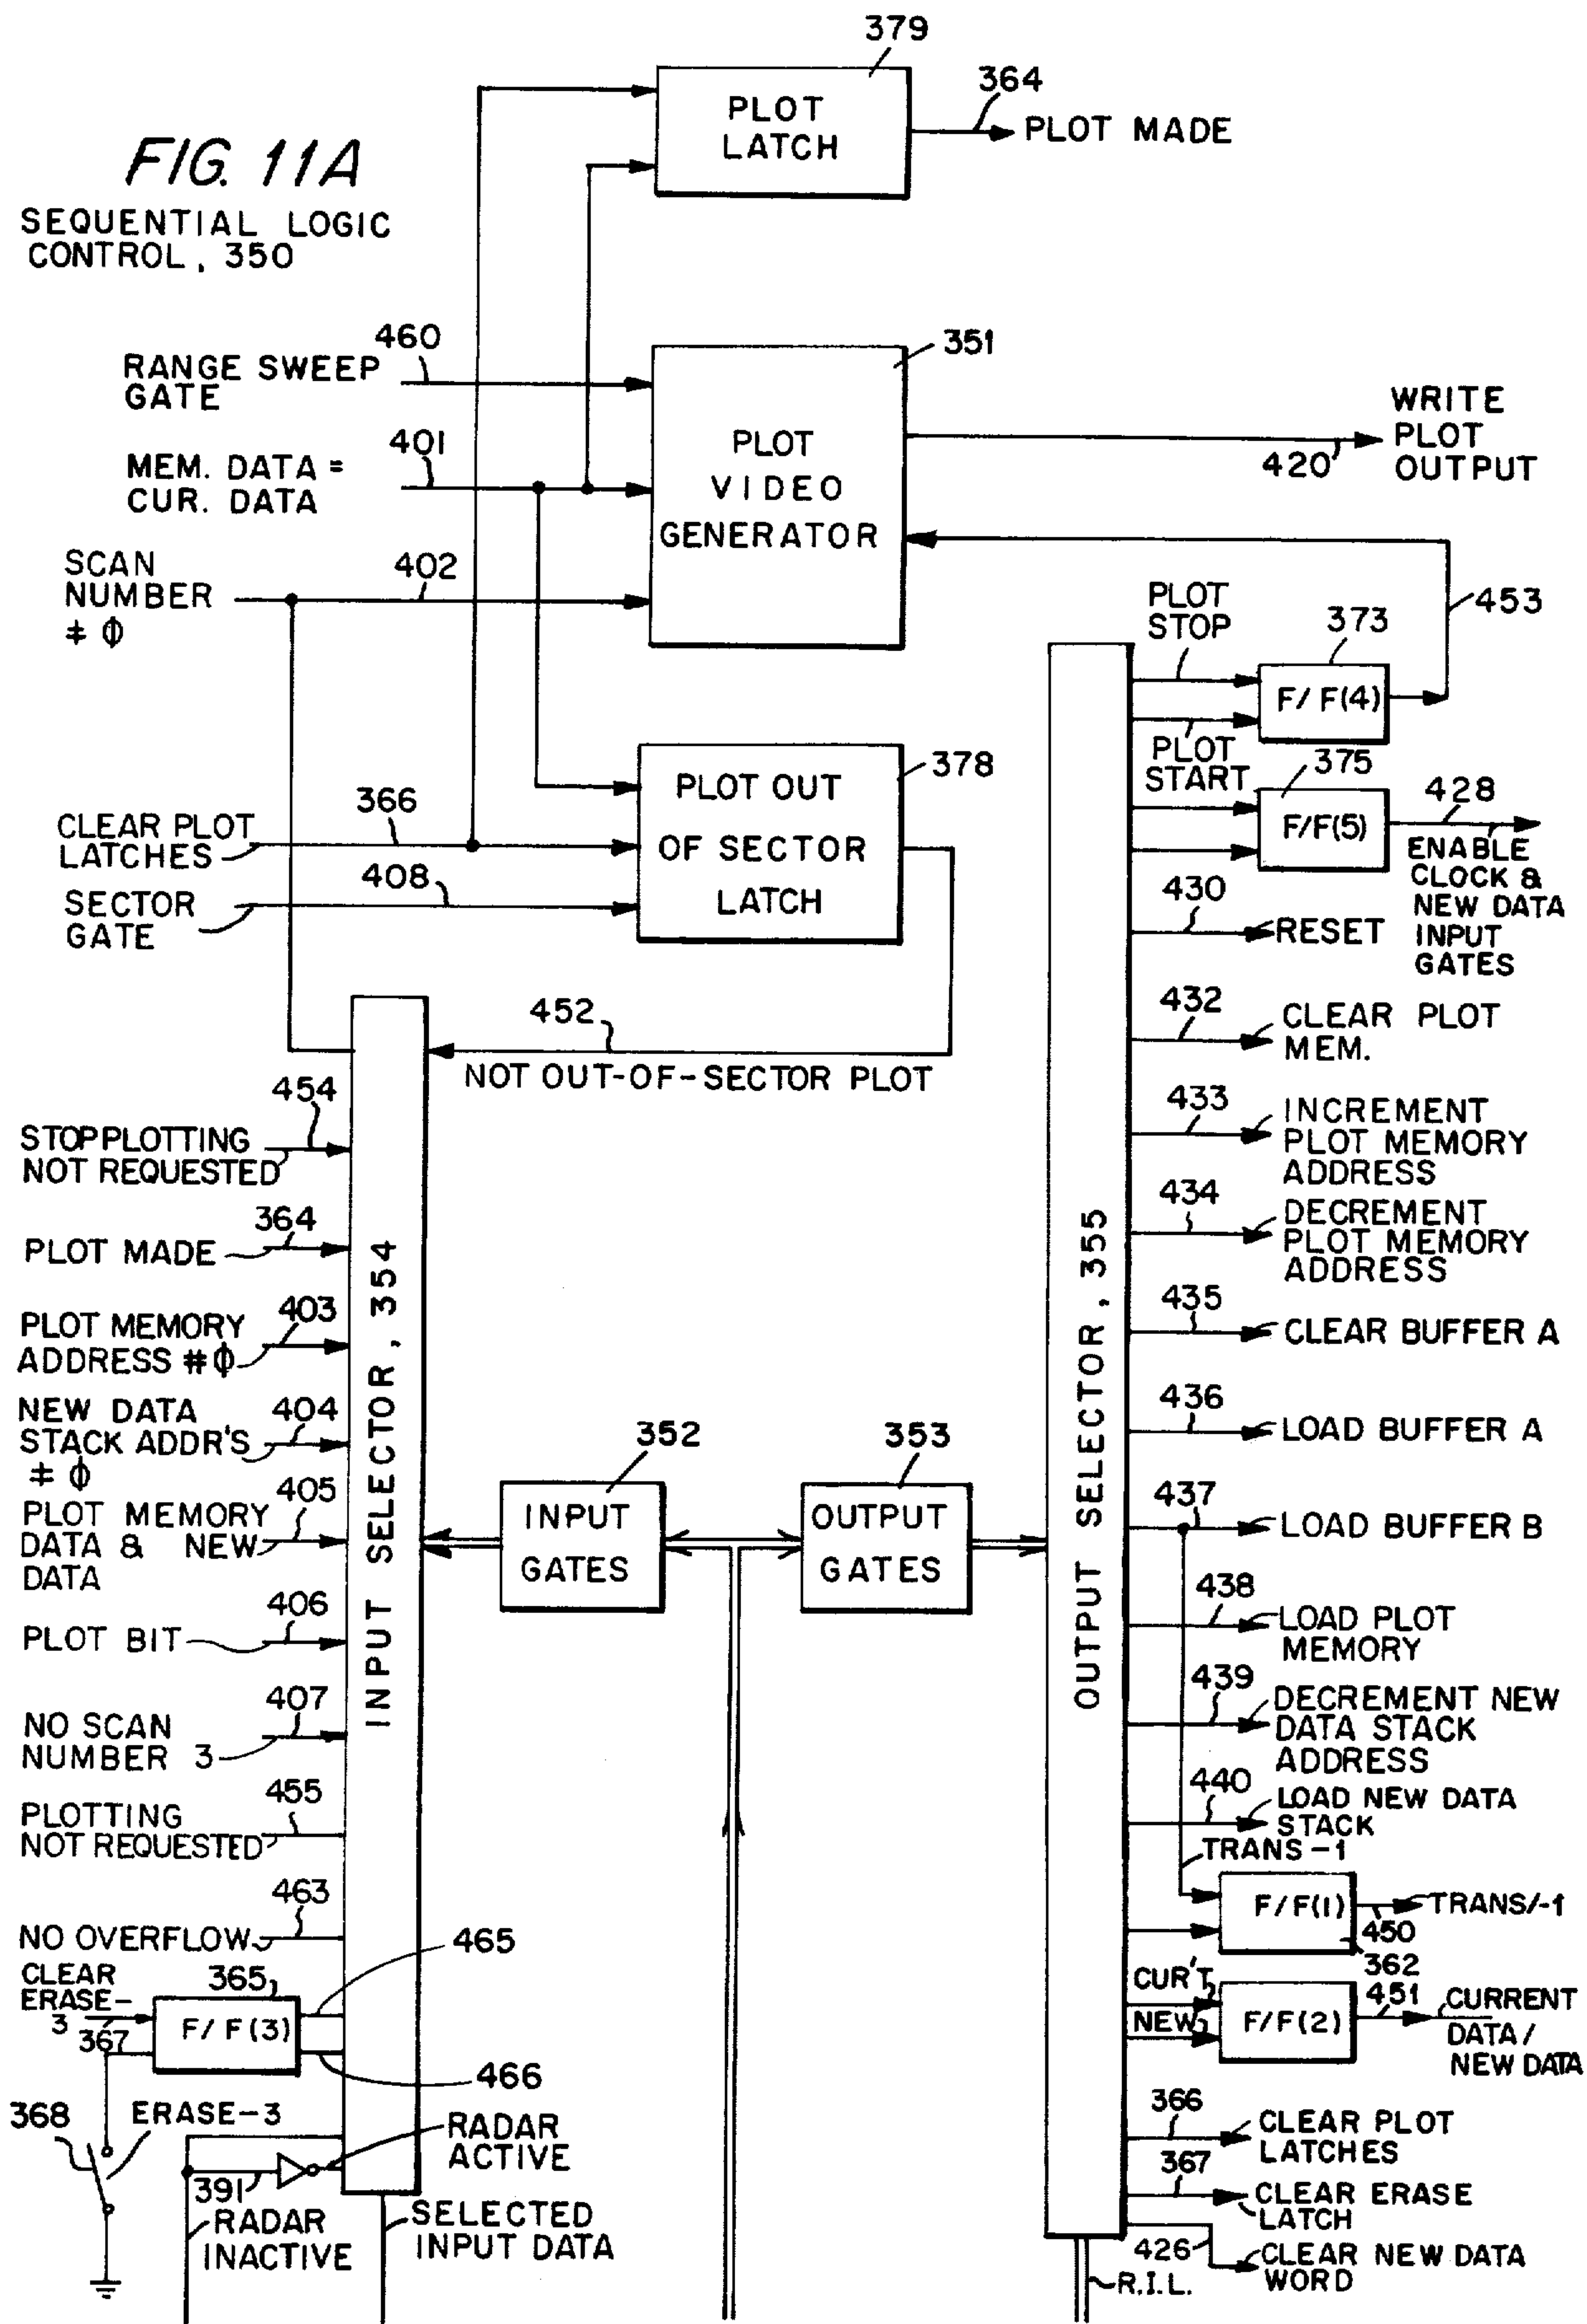 FIG. 11A
SEQUENTIAL LOGIC
CONTROL, 350
379
PLOT
LATCH
364
PLOT MADE
460
RANGE SWEEP
GATE
401
MEM. DATA =
CUR. DATA
SCAN
NUMBER
≠ ϕ
402
351
PLOT
VIDEO
GENERATOR
WRITE
PLOT
OUTPUT
420
453
PLOT
STOP
373
F/F(4)
PLOT
START
375
F/F(5)
428
ENABLE
CLOCK &
NEW DATA
INPUT
GATES
378
PLOT OUT
OF SECTOR
LATCH
366
CLEAR PLOT
LATCHES
408
SECTOR
GATE
452
NOT OUT-OF-SECTOR PLOT
454
STOPPLOTTING
NOT REQUESTED
364
PLOT MADE
403
PLOT MEMORY
ADDRESS ≠ ϕ
NEW DATA
STACK ADDR'S
≠ ϕ
404
405
PLOT MEMORY
DATA & NEW
DATA
406
PLOT BIT
407
NO SCAN
NUMBER 3
455
PLOTTING
NOT REQUESTED
463
NO OVERFLOW
CLEAR
ERASE-
3
367
365
F/F(3)
465
466
368
ERASE-3
391
RADAR
ACTIVE
RADAR
INACTIVE
SELECTED
INPUT DATA
INPUT SELECTOR, 354
352
INPUT
GATES
353
OUTPUT
GATES
OUTPUT SELECTOR, 355
430
RESET
432
CLEAR PLOT
MEM.
433
INCREMENT
PLOT MEMORY
ADDRESS
434
DECREMENT
PLOT MEMORY
ADDRESS
435
CLEAR BUFFER A
436
LOAD BUFFER A
437
LOAD BUFFER B
438
LOAD PLOT
MEMORY
439
DECREMENT NEW
DATA STACK
ADDRESS
440
LOAD NEW DATA
STACK
TRANS-1
F/F(1)
TRANS/-1
450
362
CUR'T
NEW
F/F(2)
451
CURRENT
DATA/
NEW DATA
366
CLEAR PLOT
LATCHES
367
CLEAR ERASE
LATCH
426
CLEAR NEW DATA
WORD
R.I.L.